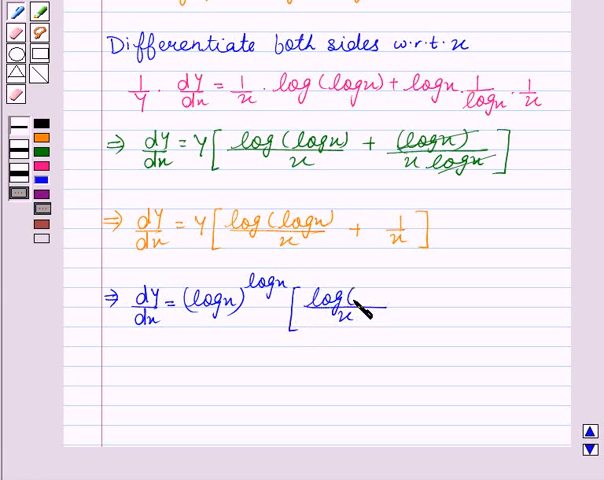 Differentiate both sides w.r.t x
1/y . dy/dx = 1/x . log (logx) + logx . 1/logx . 1/x
⇒ dy/dx = y [ log (logx)/x + (logx)/x logx ]
⇒ dy/dx = y [ log (logx)/x + 1/x ]
⇒ dy/dx = (logx)^logx [ log(/x